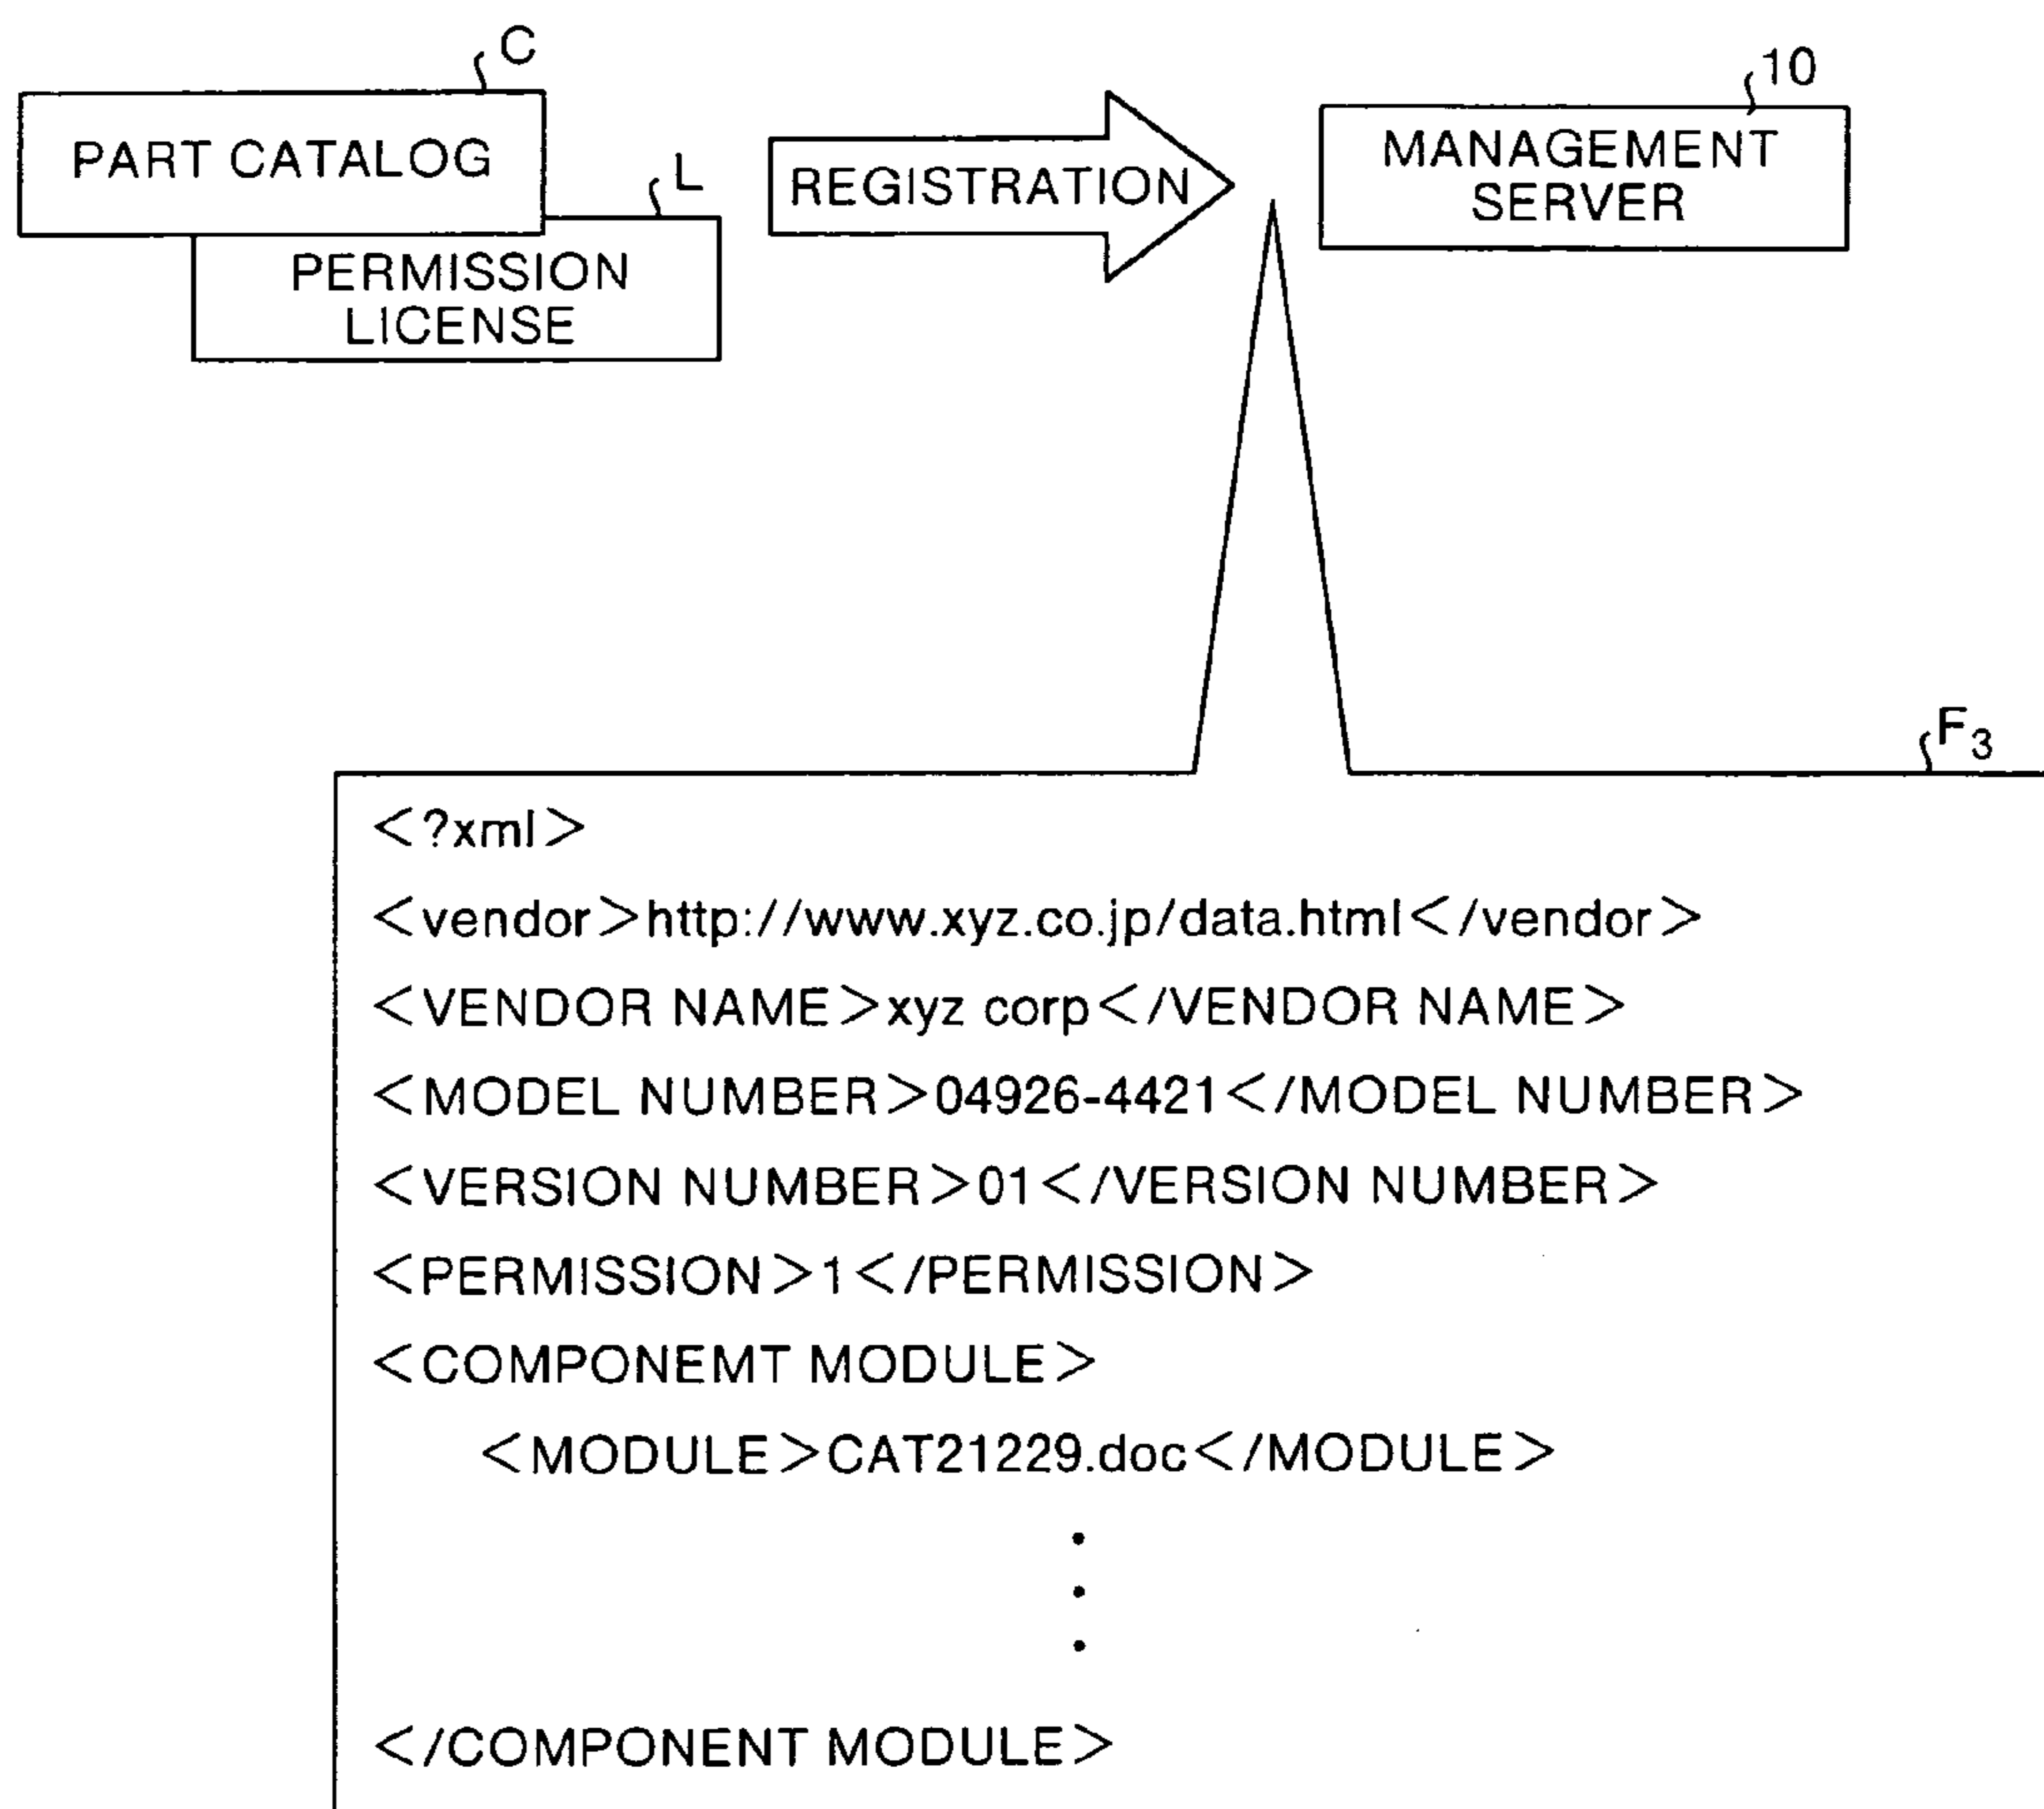 C
PART CATALOG
L
PERMISSION
LICENSE
REGISTRATION
10
MANAGEMENT
SERVER
F3
<?xml>
<vendor>http://www.xyz.co.jp/data.html</vendor>
<VENDOR NAME>xyz corp</VENDOR NAME>
<MODEL NUMBER>04926-4421</MODEL NUMBER>
<VERSION NUMBER>01</VERSION NUMBER>
<PERMISSION>1</PERMISSION>
<COMPONEMT MODULE>
<MODULE>CAT21229.doc</MODULE>
</COMPONENT MODULE>